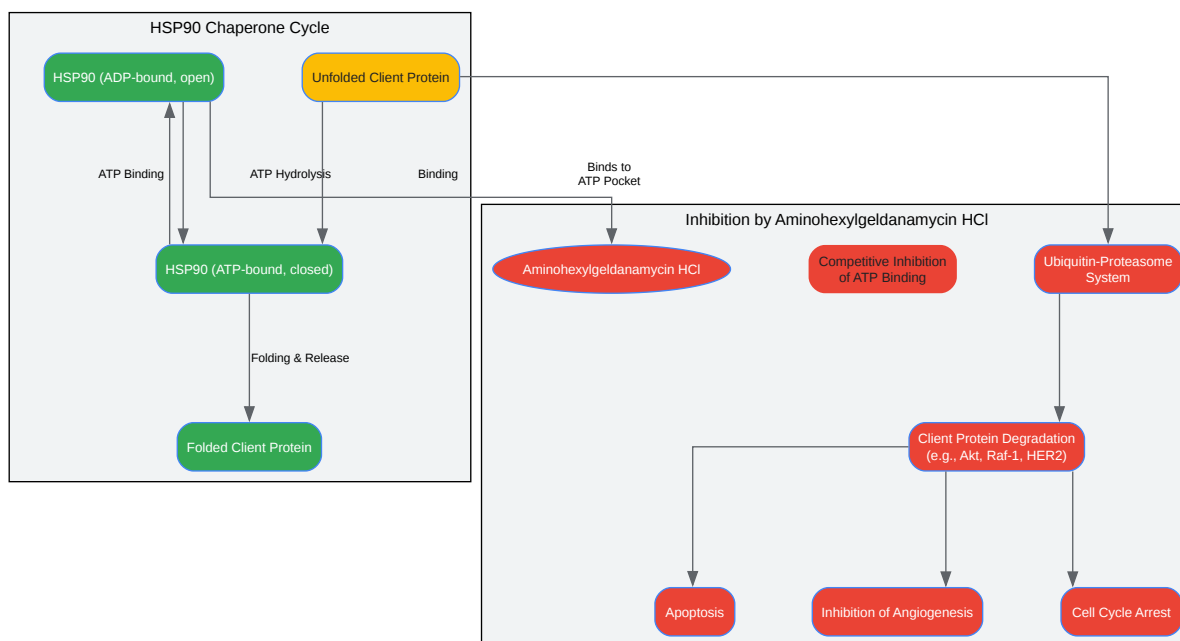 HSP90 Chaperone Cycle
HSP90 (ADP-bound, open)
Unfolded Client Protein
ATP Binding
ATP Hydrolysis
Binding
Binds to
ATP Pocket
Inhibition by Aminohexylgeldanamycin HCl
HSP90 (ATP-bound, closed)
Aminohexylgeldanamycin HCl
Competitive Inhibition
of ATP Binding
Ubiquitin-Proteasome
System
Folding & Release
Folded Client Protein
Client Protein Degradation
(e.g., Akt, Raf-1, HER2)
Apoptosis
Inhibition of Angiogenesis
Cell Cycle Arrest